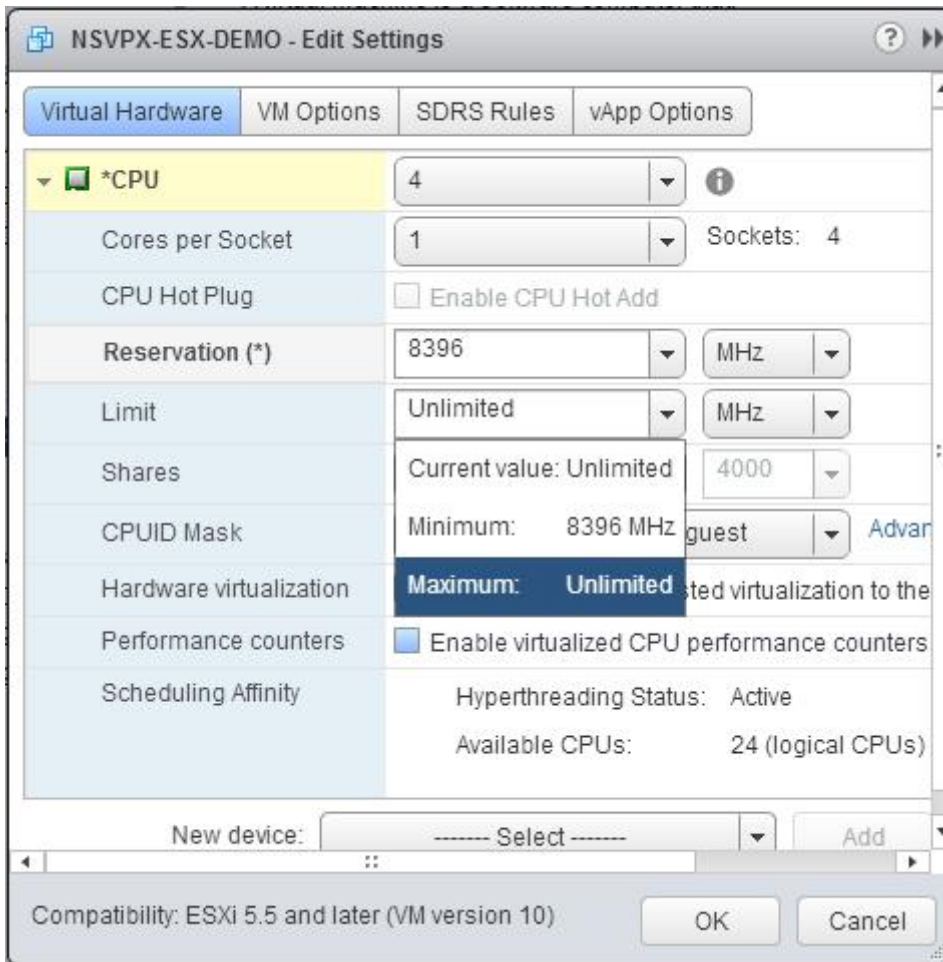 NSVPX-ESX-DEMO - Edit Settings
Virtual Hardware VM Options SDRS Rules vApp Options
*CPU 4
Cores per Socket 1 Sockets: 4
CPU Hot Plug Enable CPU Hot Add
Reservation (*) 8396 MHz
Limit Unlimited MHz
Shares Current value: Unlimited 4000
CPUID Mask Minimum: 8396 MHz guest Advan
Hardware virtualization Maximum: Unlimited sted virtualization to the
Performance counters Enable virtualized CPU performance counters
Scheduling Affinity Hyperthreading Status: Active
Available CPUs: 24 (logical CPUs)
New device: ------- Select ------- Add
Compatibility: ESXi 5.5 and later (VM version 10) OK Cancel